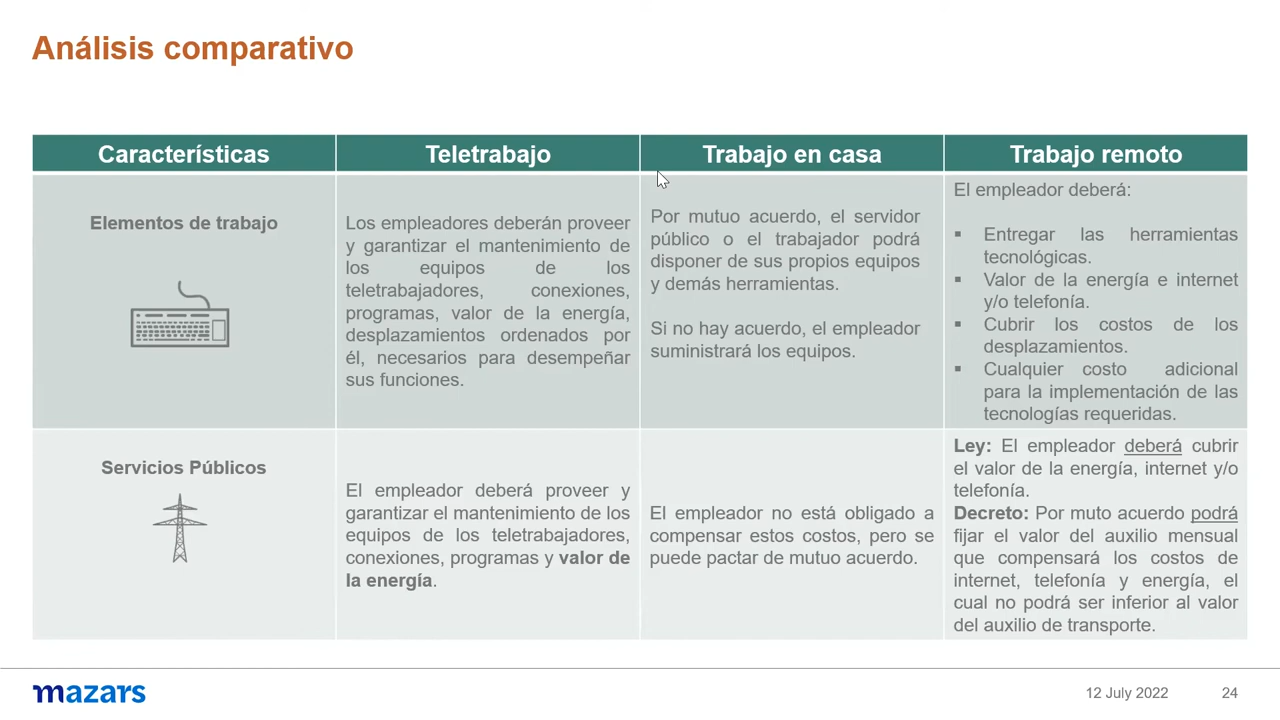 Análisis comparativo
Características
Teletrabajo
Trabajo en casa
Trabajo remoto
Elementos de trabajo
Los empleadores deberán proveer
y garantizar el mantenimiento de
los equipos de los
teletrabajadores, conexiones,
programas, valor de la energía,
desplazamientos ordenados por
él, necesarios para desempeñar
sus funciones.
Por mutuo acuerdo, el servidor
público o el trabajador podrá
disponer de sus propios equipos
y demás herramientas.
Si no hay acuerdo, el empleador
suministrará los equipos.
El empleador deberá:
▪ Entregar las herramientas
tecnológicas.
▪ Valor de la energía e internet
y/o telefonía.
▪ Cubrir los costos de los
desplazamientos.
▪ Cualquier costo adicional
para la implementación de las
tecnologías requeridas.
Servicios Públicos
El empleador deberá proveer y
garantizar el mantenimiento de los
equipos de los teletrabajadores,
conexiones, programas y valor de
la energía.
El empleador no está obligado a
compensar estos costos, pero se
puede pactar de mutuo acuerdo.
Ley: El empleador deberá cubrir
el valor de la energía, internet y/o
telefonía.
Decreto: Por muto acuerdo podrá
fijar el valor del auxilio mensual
que compensará los costos de
internet, telefonía y energía, el
cual no podrá ser inferior al valor
del auxilio de transporte.
mazars
12 July 2022
24